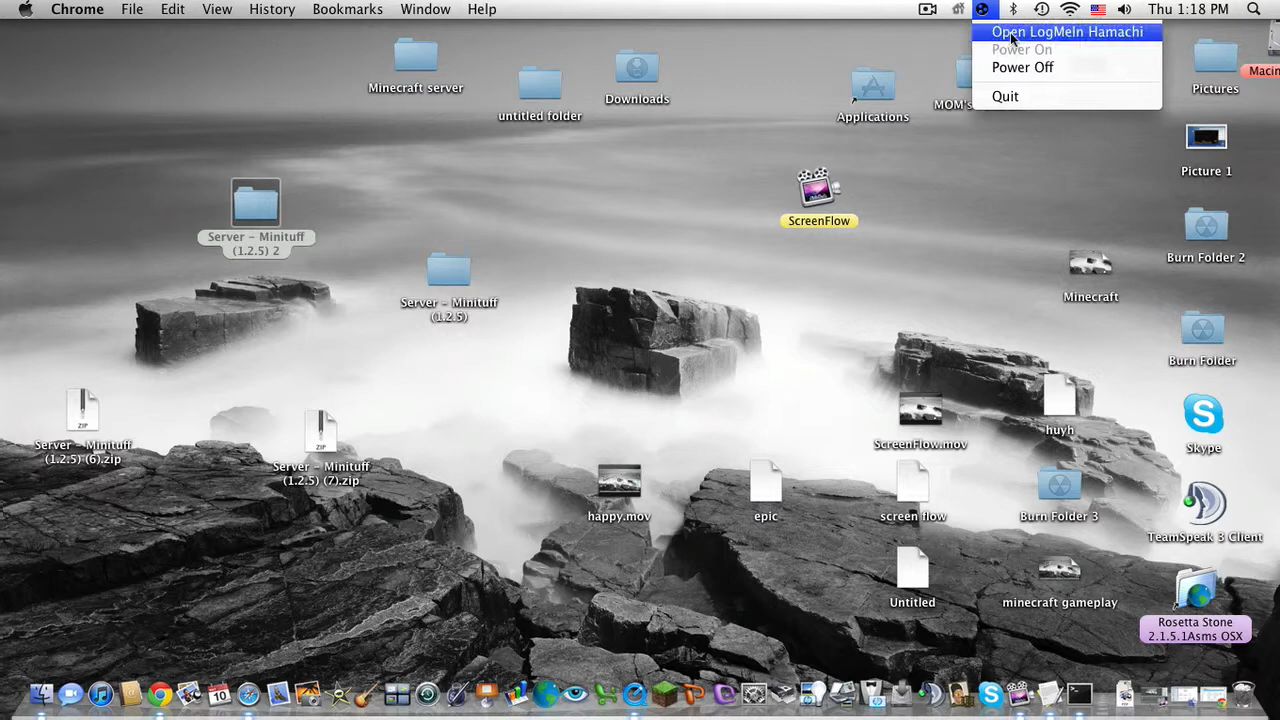 Chrome File Edit View History Bookmarks Window Help Thu 1:18 PM
Open LogMeIn Hamachi
Power On
Power Off
Quit
Minecraft server
untitled folder
Downloads
Applications
MOM's
Pictures
Macin
Picture 1
Server - Minituff
(1.2.5) 2
ScreenFlow
Burn Folder 2
Server - Minituff
(1.2.5)
Minecraft
Burn Folder
ZIP
Server - Minituff
(1.2.5) (6).zip
ZIP
Server - Minituff
(1.2.5) (7).zip
ScreenFlow.mov
huyh
Skype
happy.mov
epic
screen flow
Burn Folder 3
TeamSpeak 3 Client
Untitled
minecraft gameplay
Rosetta Stone
2.1.5.1Asms OSX